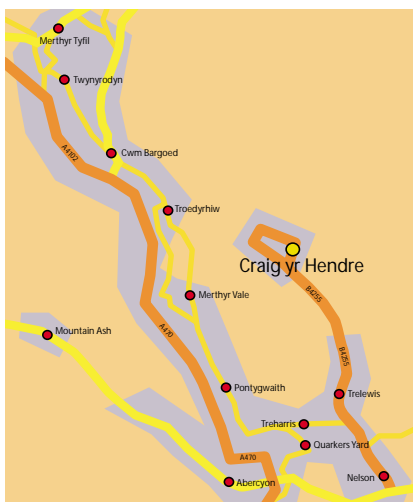 Merthyr Tyfil
Twynyrodyn
A4102
Cwm Bargoed
Troedyrhiw
Craig yr Hendre
B4255
Merthyr Vale
Mountain Ash
A470
B4255
Pontygwaith
Trelewis
Treharris
Quarkers Yard
A470
Abercyon
Nelson